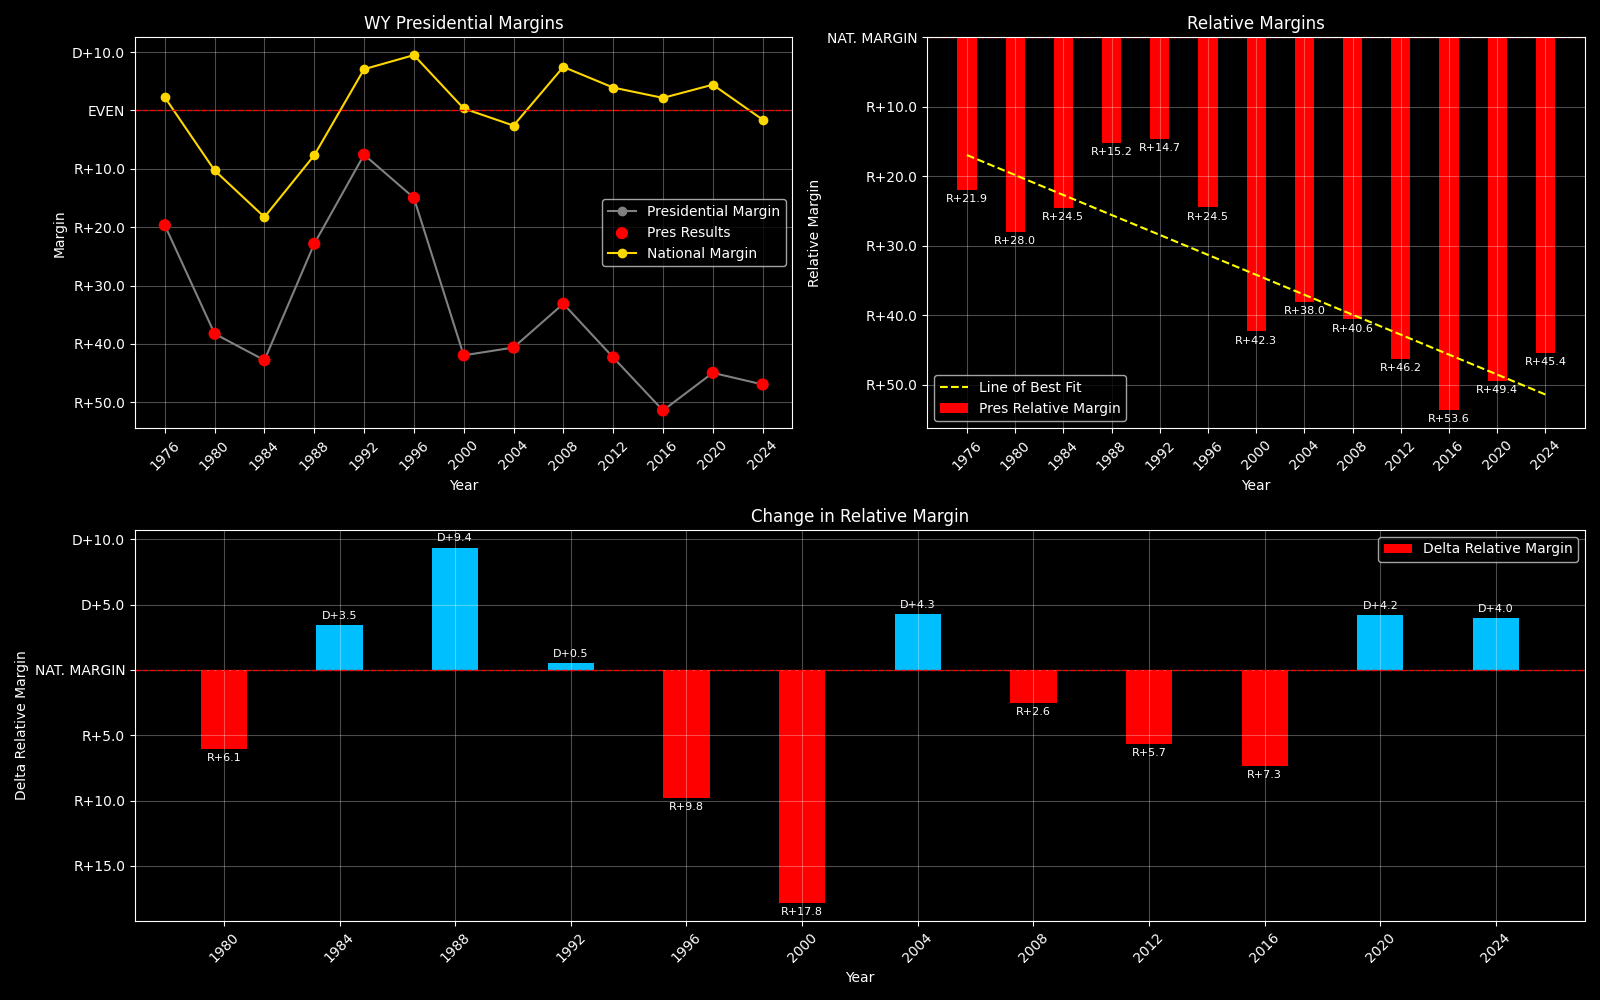 WY Presidential Margins
D+10.0
EVEN
R+10.0
R+20.0
R+30.0
R+40.0
R+50.0
Margin
Presidential Margin
Pres Results
National Margin
1976
1980
1984
1988
1992
1996
2000
2004
2008
2012
2016
2020
2024
Year
Relative Margins
NAT. MARGIN
R+10.0
R+20.0
R+30.0
R+40.0
R+50.0
Relative Margin
R+21.9
R+28.0
R+24.5
R+15.2
R+14.7
R+24.5
R+42.3
R+38.0
R+40.6
R+46.2
R+53.6
R+49.4
R+45.4
Line of Best Fit
Pres Relative Margin
1976
1980
1984
1988
1992
1996
2000
2004
2008
2012
2016
2020
2024
Year
Change in Relative Margin
D+10.0
D+5.0
NAT. MARGIN
R+5.0
R+10.0
R+15.0
Delta Relative Margin
Delta Relative Margin
R+6.1
D+3.5
D+9.4
D+0.5
R+9.8
R+17.8
D+4.3
R+2.6
R+5.7
R+7.3
D+4.2
D+4.0
1980
1984
1988
1992
1996
2000
2004
2008
2012
2016
2020
2024
Year